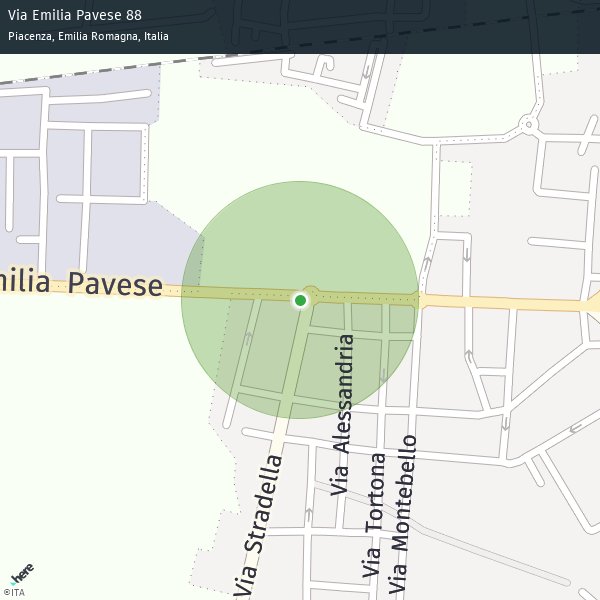 Via Emilia Pavese 88
Piacenza, Emilia Romagna, Italia
milia Pavese
Via Alessandria
Via Tortona
Via Montebello
Via Stradella
here
©ITA